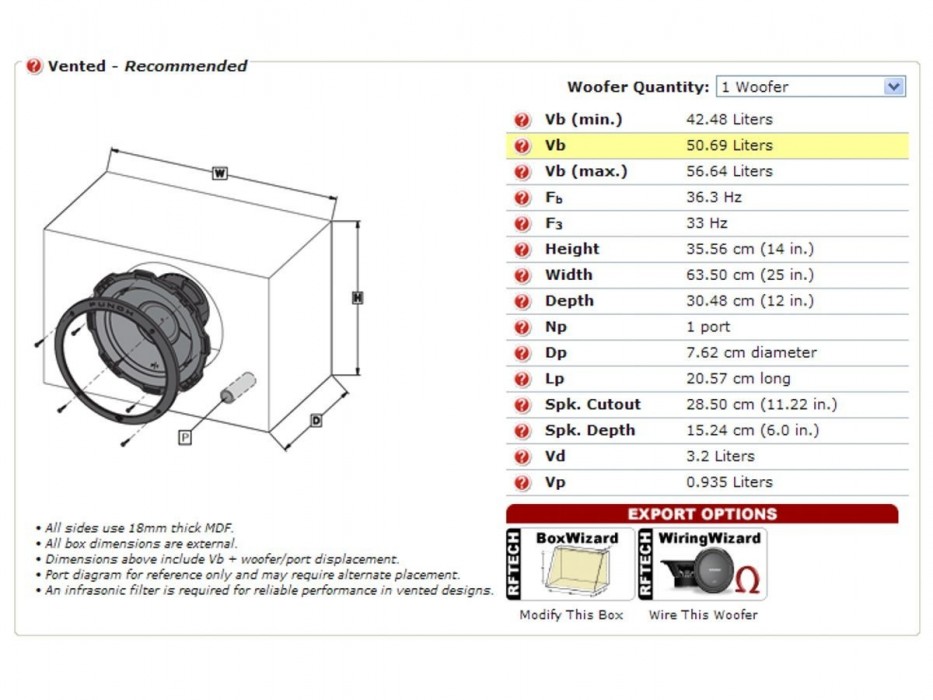 Vented - Recommended
Woofer Quantity: 1 Woofer
Vb (min.) 42.48 Liters
Vb 50.69 Liters
Vb (max.) 56.64 Liters
Fb 36.3 Hz
F3 33 Hz
Height 35.56 cm (14 in.)
Width 63.50 cm (25 in.)
Depth 30.48 cm (12 in.)
Np 1 port
Dp 7.62 cm diameter
Lp 20.57 cm long
Spk. Cutout 28.50 cm (11.22 in.)
Spk. Depth 15.24 cm (6.0 in.)
Vd 3.2 Liters
Vp 0.935 Liters
W
H
D
P
PUNCH
• All sides use 18mm thick MDF.
• All box dimensions are external.
• Dimensions above include Vb + woofer/port displacement.
• Port diagram for reference only and may require alternate placement.
• An infrasonic filter is required for reliable performance in vented designs.
EXPORT OPTIONS
RFTECH BoxWizard
RFTECH WiringWizard
Ω
Modify This Box
Wire This Woofer